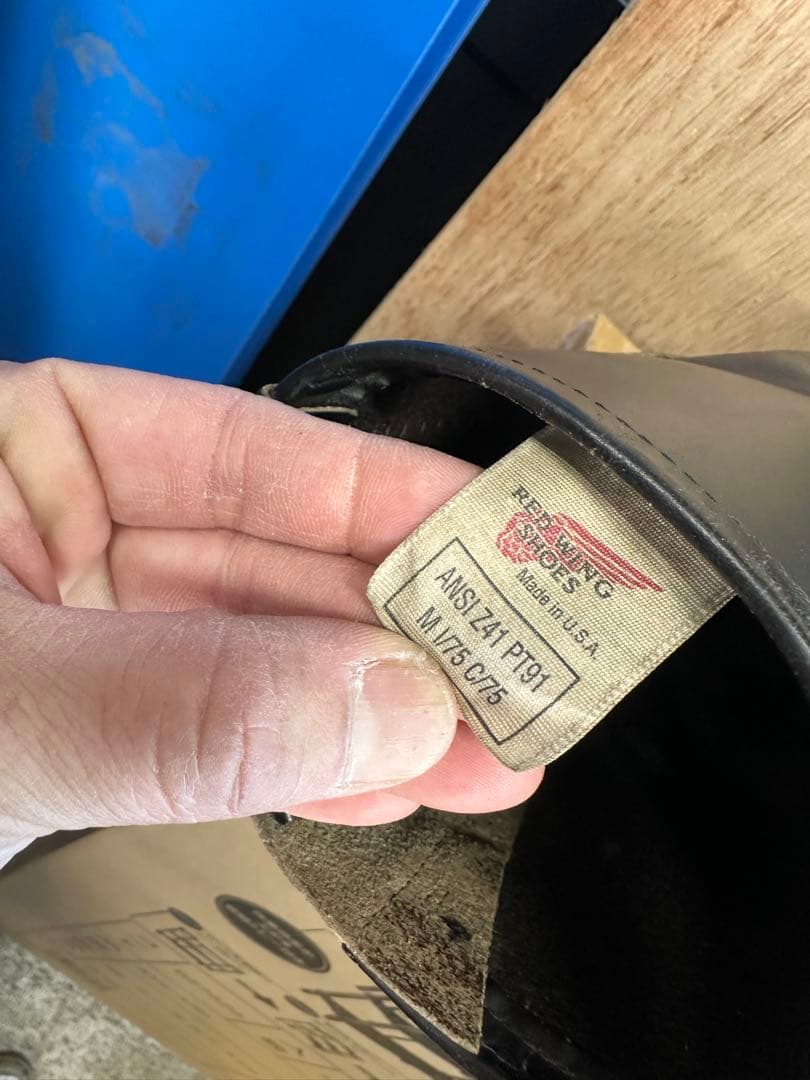 RED WING
SHOES
Made in U.S.A.
ANSI Z41 PT91
M I/75 C/75